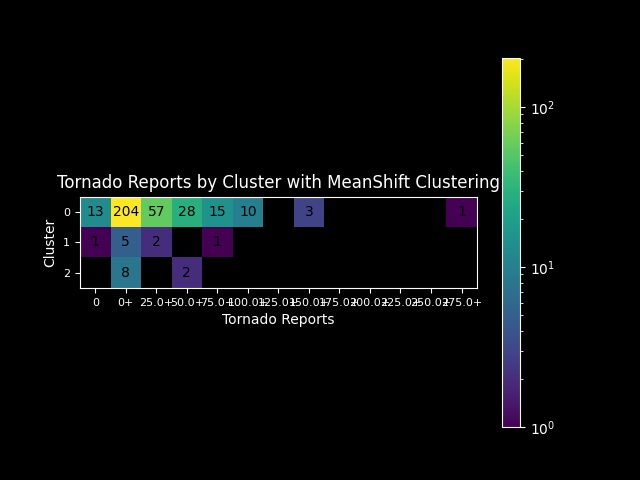 Tornado Reports by Cluster with MeanShift Clustering
0 13 204 57 28 15 10 3 1
1 1 5 2 1
2 8 2
Cluster
0 0+ 25.0+ 50.0+ 75.0+ 100.0+ 125.0+ 150.0+ 175.0+ 200.0+ 225.0+ 250.0+ 275.0+
Tornado Reports
10²
10¹
10⁰